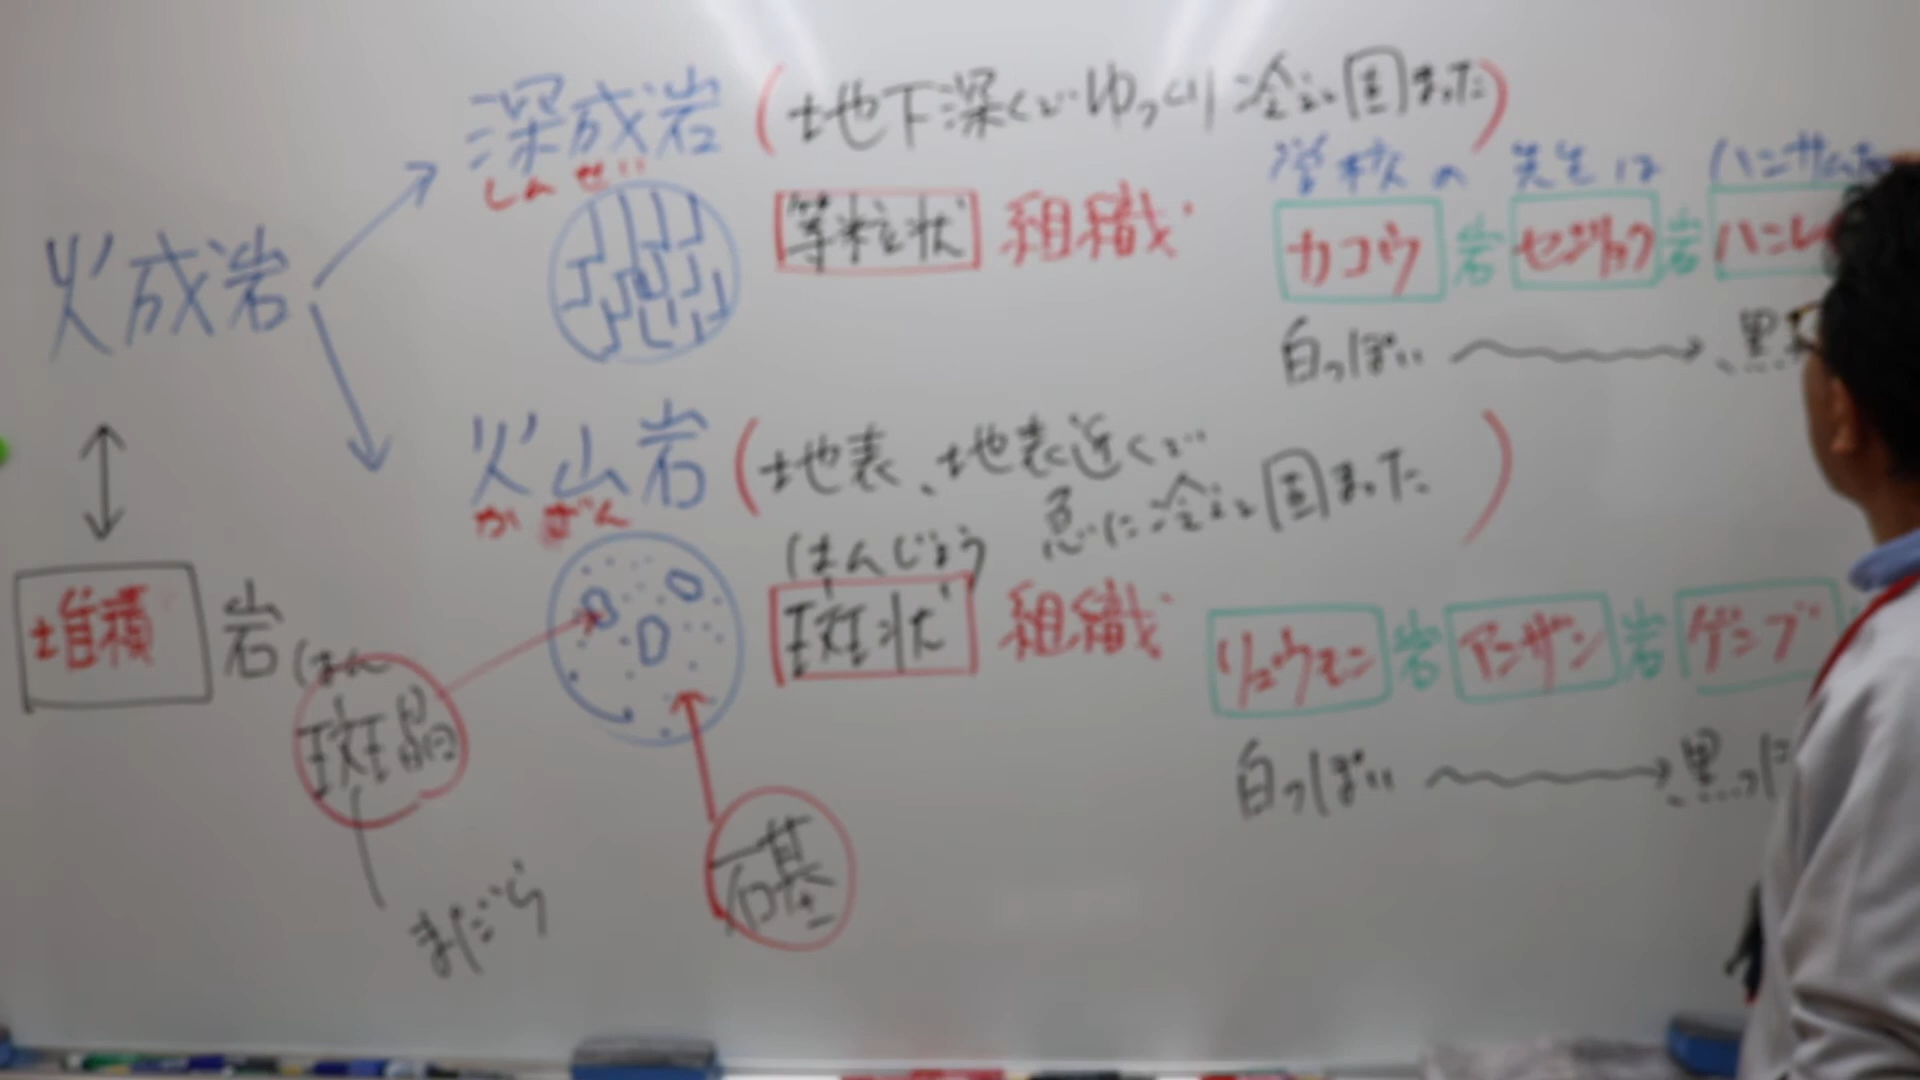 深成岩 (地下深くでゆっくり冷えて固まった)
しんせい
学校の 先生は ハンサム
等粒状 組織
カコウ 岩 センリョク 岩 ハンレ
白っぽい 黒
火成岩
火山岩 (地表、地表近くで
急に冷えて固まった)
かざん
はんじょう
斑状 組織
リュウモン 岩 アンザン 岩 ゲンブ
白っぽい 黒っぽ
堆積 岩
はん
斑晶
まだら
石基